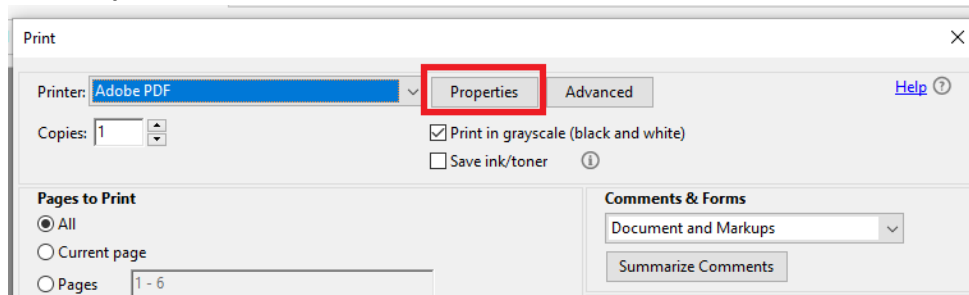 Print
Printer: Adobe PDF Properties Advanced Help
Copies: 1 Print in grayscale (black and white)
Save ink/toner
Pages to Print Comments & Forms
All Document and Markups
Current page Summarize Comments
Pages 1 - 6